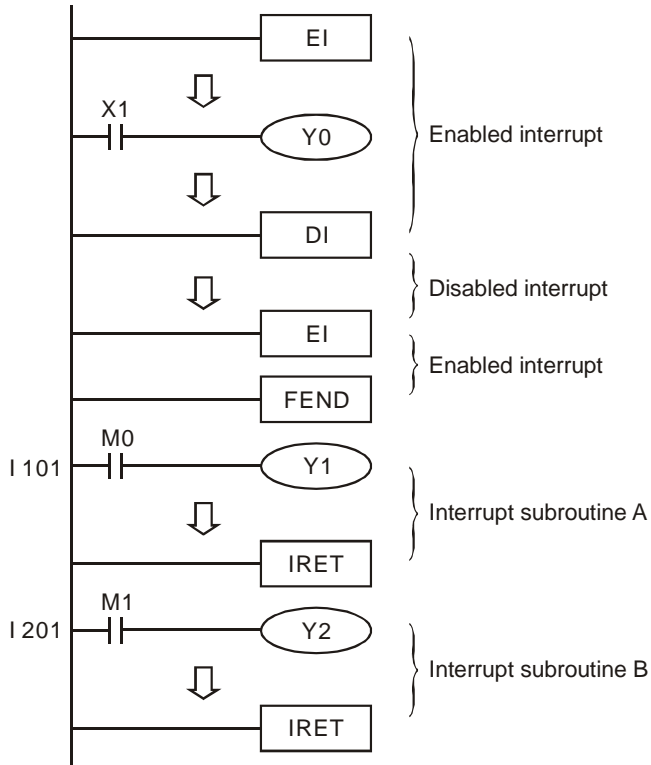 EI
X1
Y0
Enabled interrupt
DI
Disabled interrupt
EI
Enabled interrupt
FEND
M0
I 101
Y1
Interrupt subroutine A
IRET
M1
I 201
Y2
Interrupt subroutine B
IRET